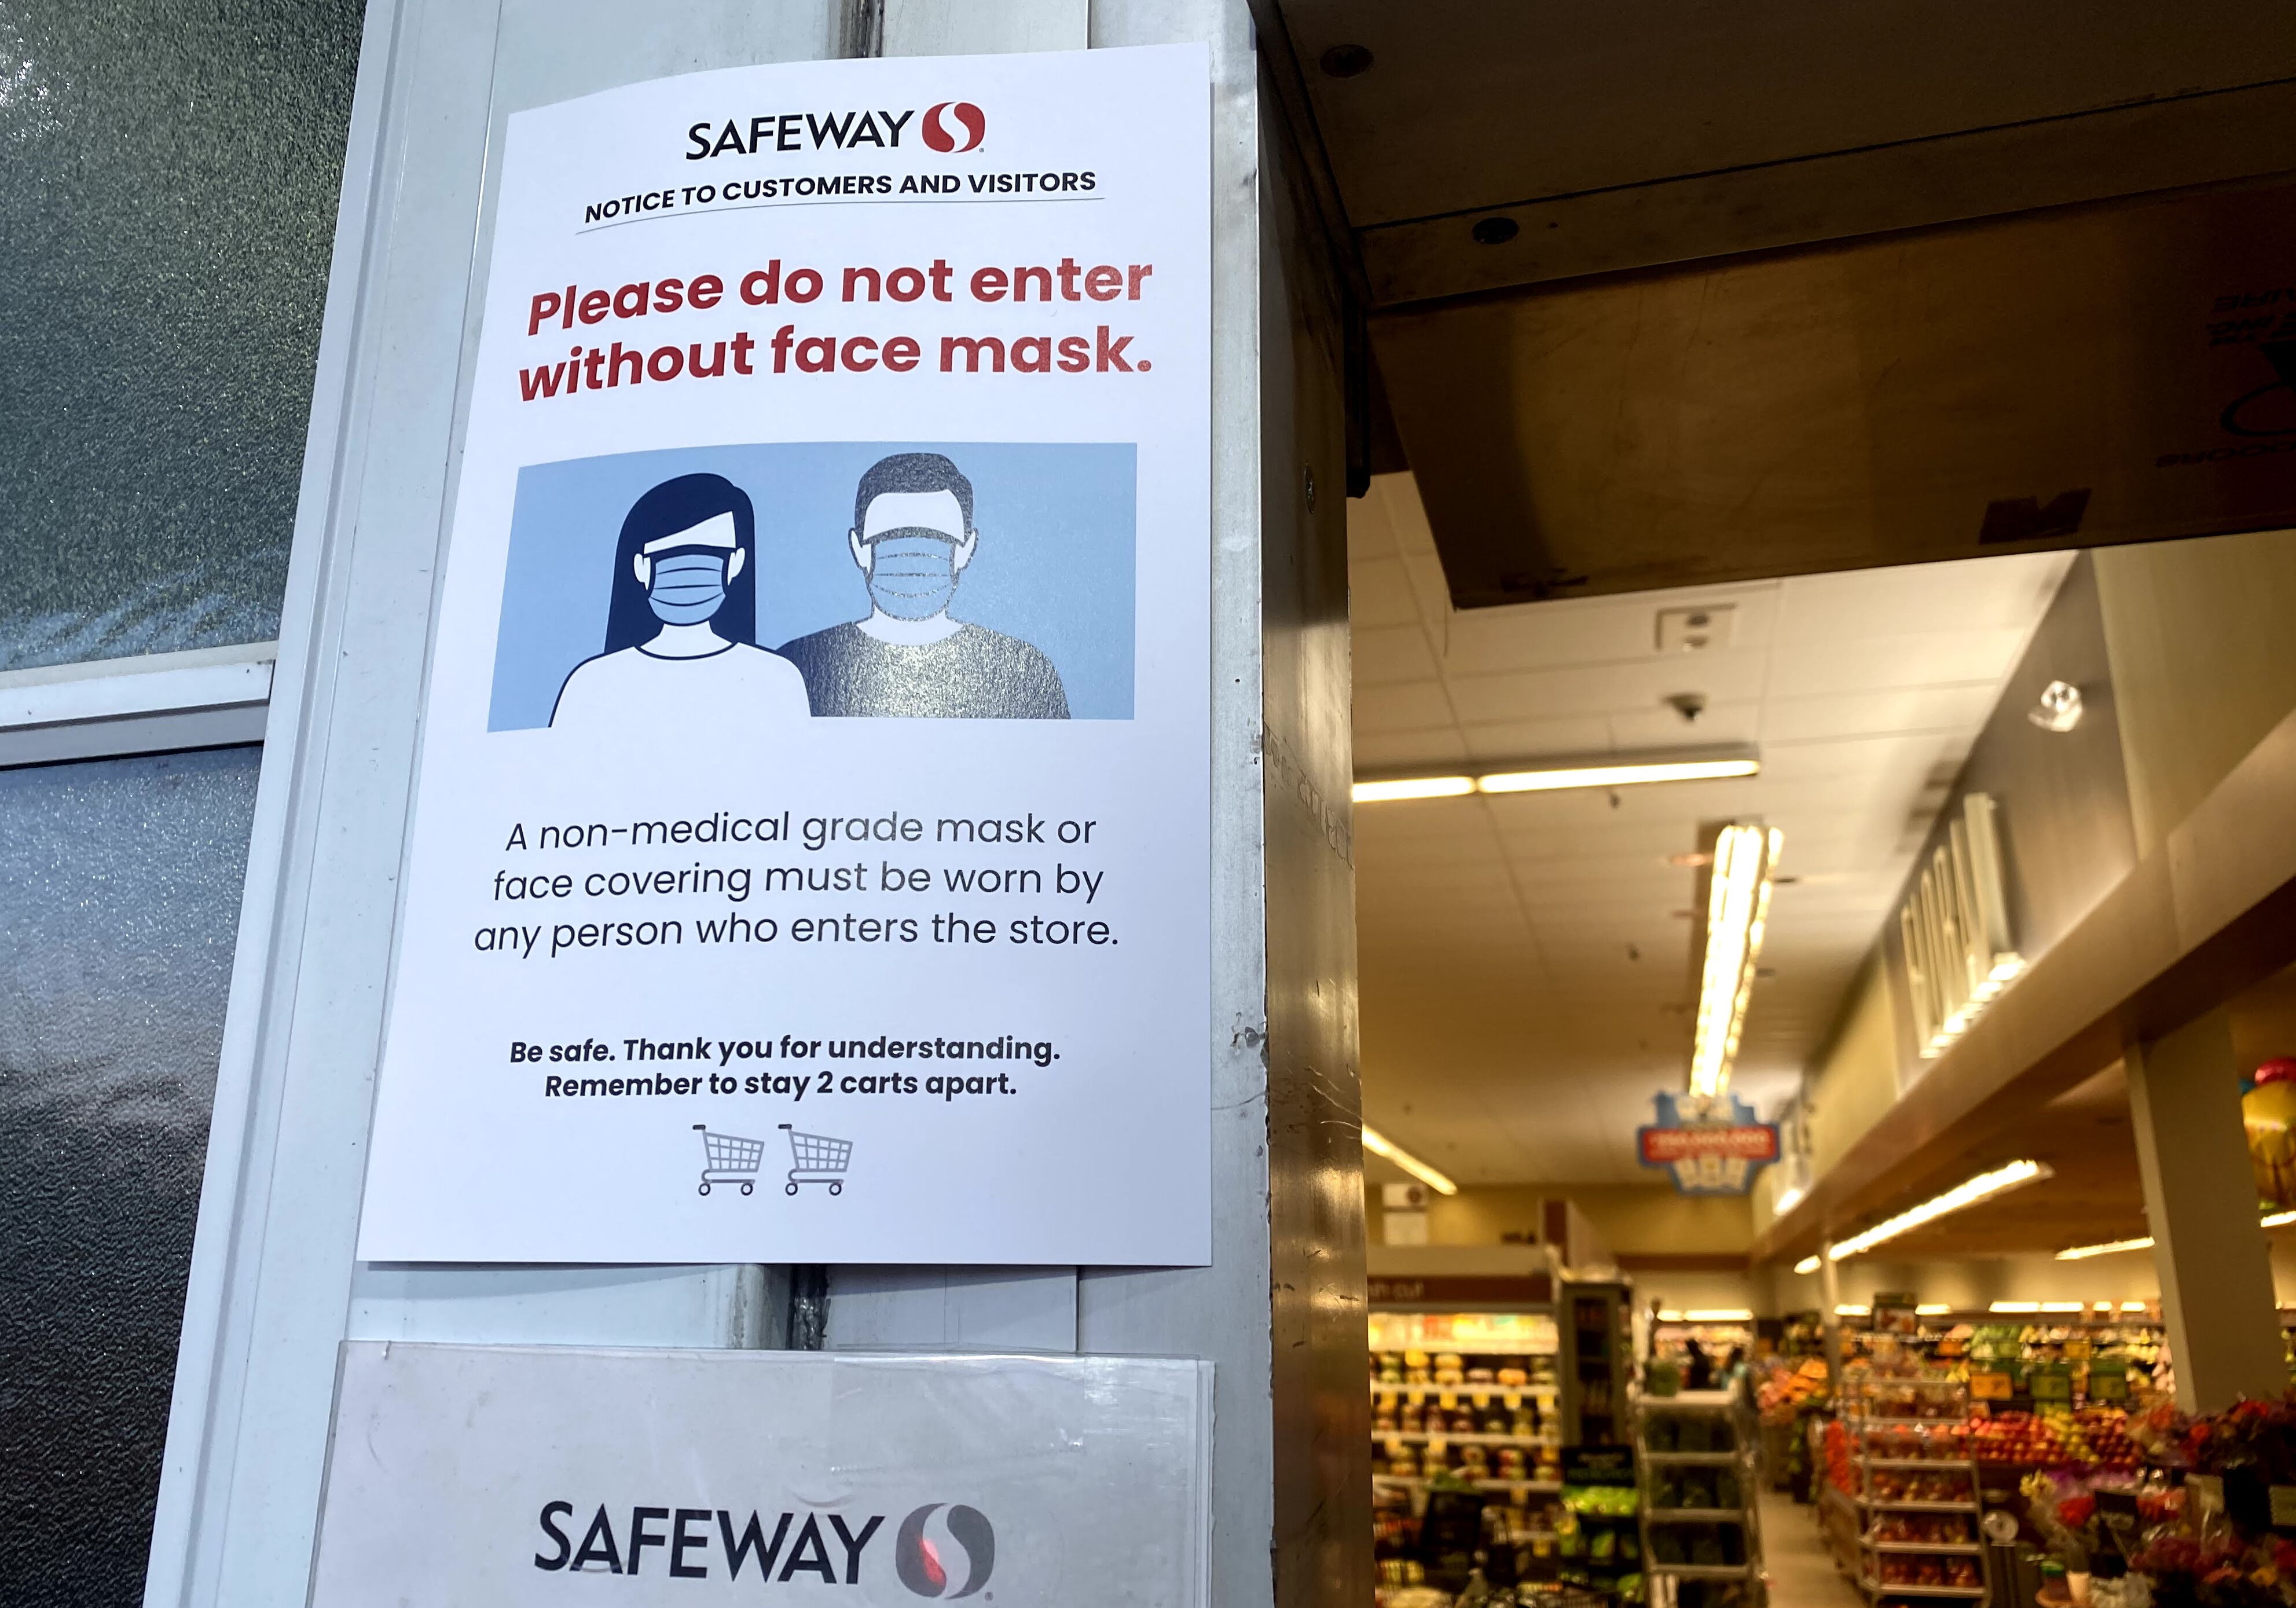 SAFEWAY
NOTICE TO CUSTOMERS AND VISITORS
Please do not enter
without face mask.
A non-medical grade mask or
face covering must be worn by
any person who enters the store.
Be safe. Thank you for understanding.
Remember to stay 2 carts apart.
SAFEWAY
FLORAL
cut